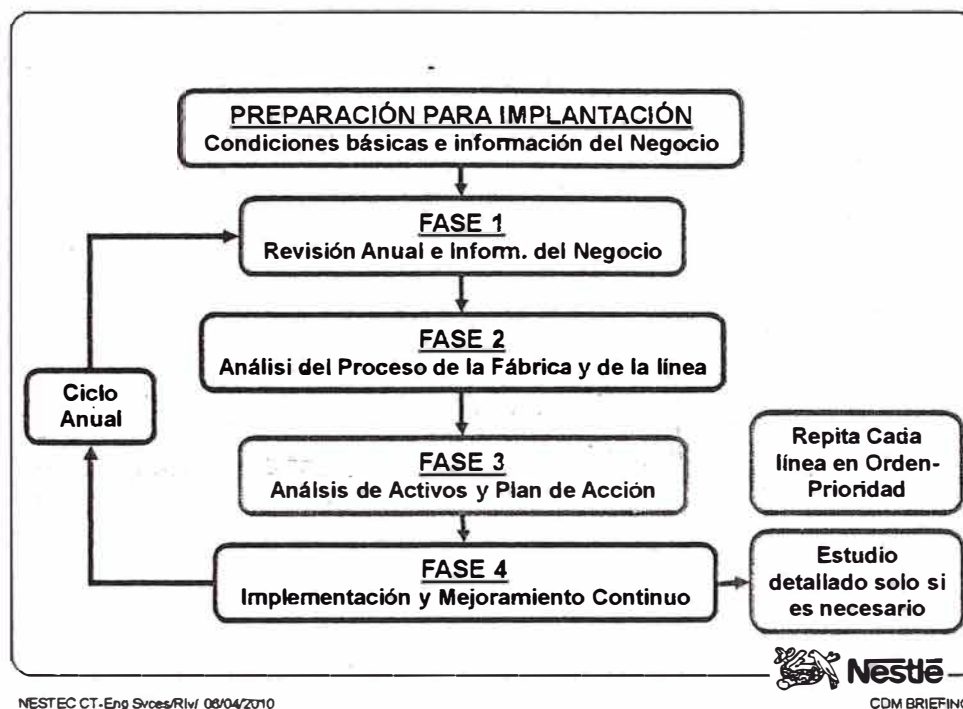 PREPARACIÓN PARA IMPLANTACIÓN
Condiciones básicas e información del Negocio
FASE 1
Revisión Anual e Inform. del Negocio
FASE 2
Análisi del Proceso de la Fábrica y de la línea
Ciclo
Anual
FASE 3
Análsis de Activos y Plan de Acción
Repita Cada
línea en Orden-
Prioridad
FASE 4
Implementación y Mejoramiento Continuo
Estudio
detallado solo si
es necesario
Nestlé
NESTEC CT-Eng Svces/RIv/ 06/04/2010
CDM BRIEFING